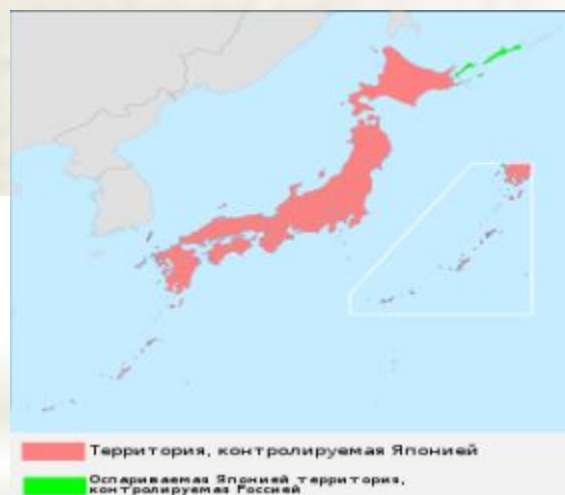 Территория, контролируемая Японией
Оспариваемая Японией территория,
контролируемая Россией